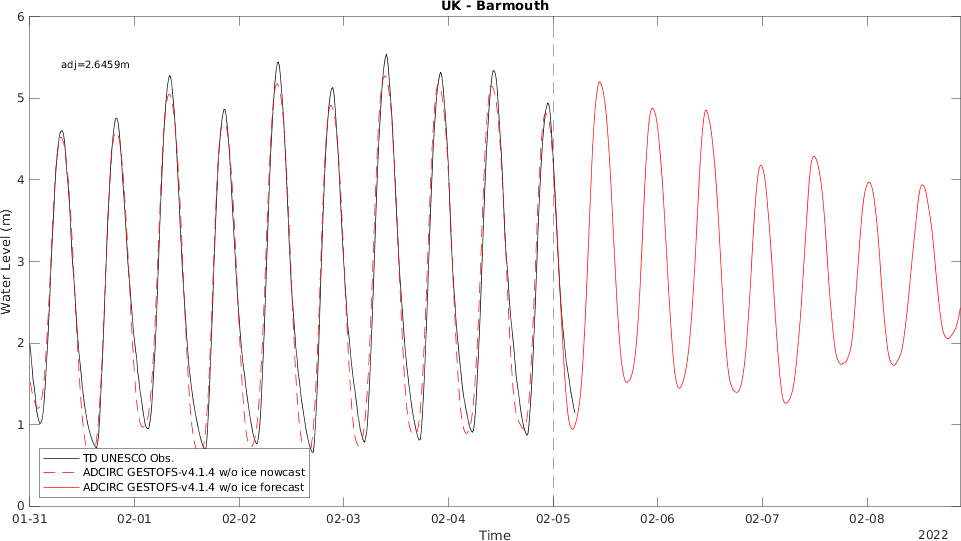 UK - Barmouth
adj=2.6459m
6
5
4
3
2
1
0
Water Level (m)
TD UNESCO Obs.
ADCIRC GESTOFS-v4.1.4 w/o ice nowcast
ADCIRC GESTOFS-v4.1.4 w/o ice forecast
01-31 02-01 02-02 02-03 02-04 02-05 02-06 02-07 02-08
Time
2022